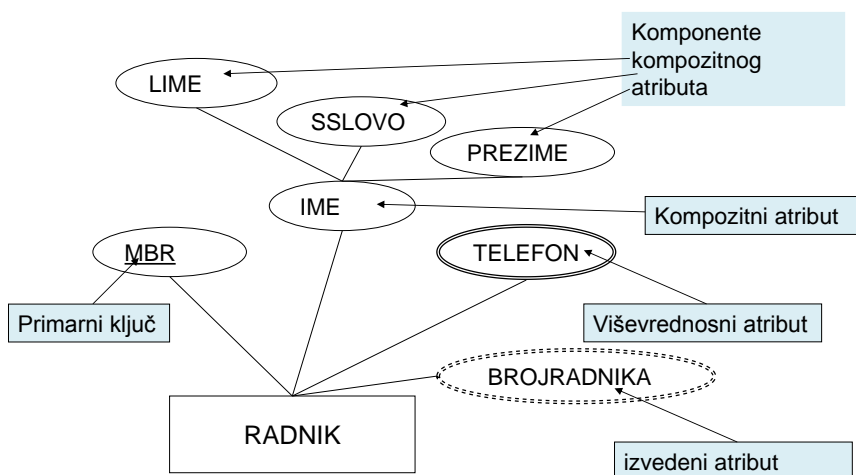 Komponente
kompozitnog
atributa
LIME
SSLOVO
PREZIME
IME
Kompozitni atribut
MBR
TELEFON
Primarni ključ
Viševrednosni atribut
BROJRADNIKA
RADNIK
izvedeni atribut